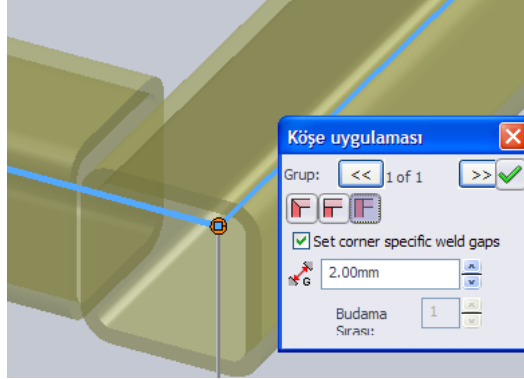 Köşe uygulaması
Grup: << 1 of 1 >>
Set corner specific weld gaps
G 2.00mm
Budama 1
Sırası: